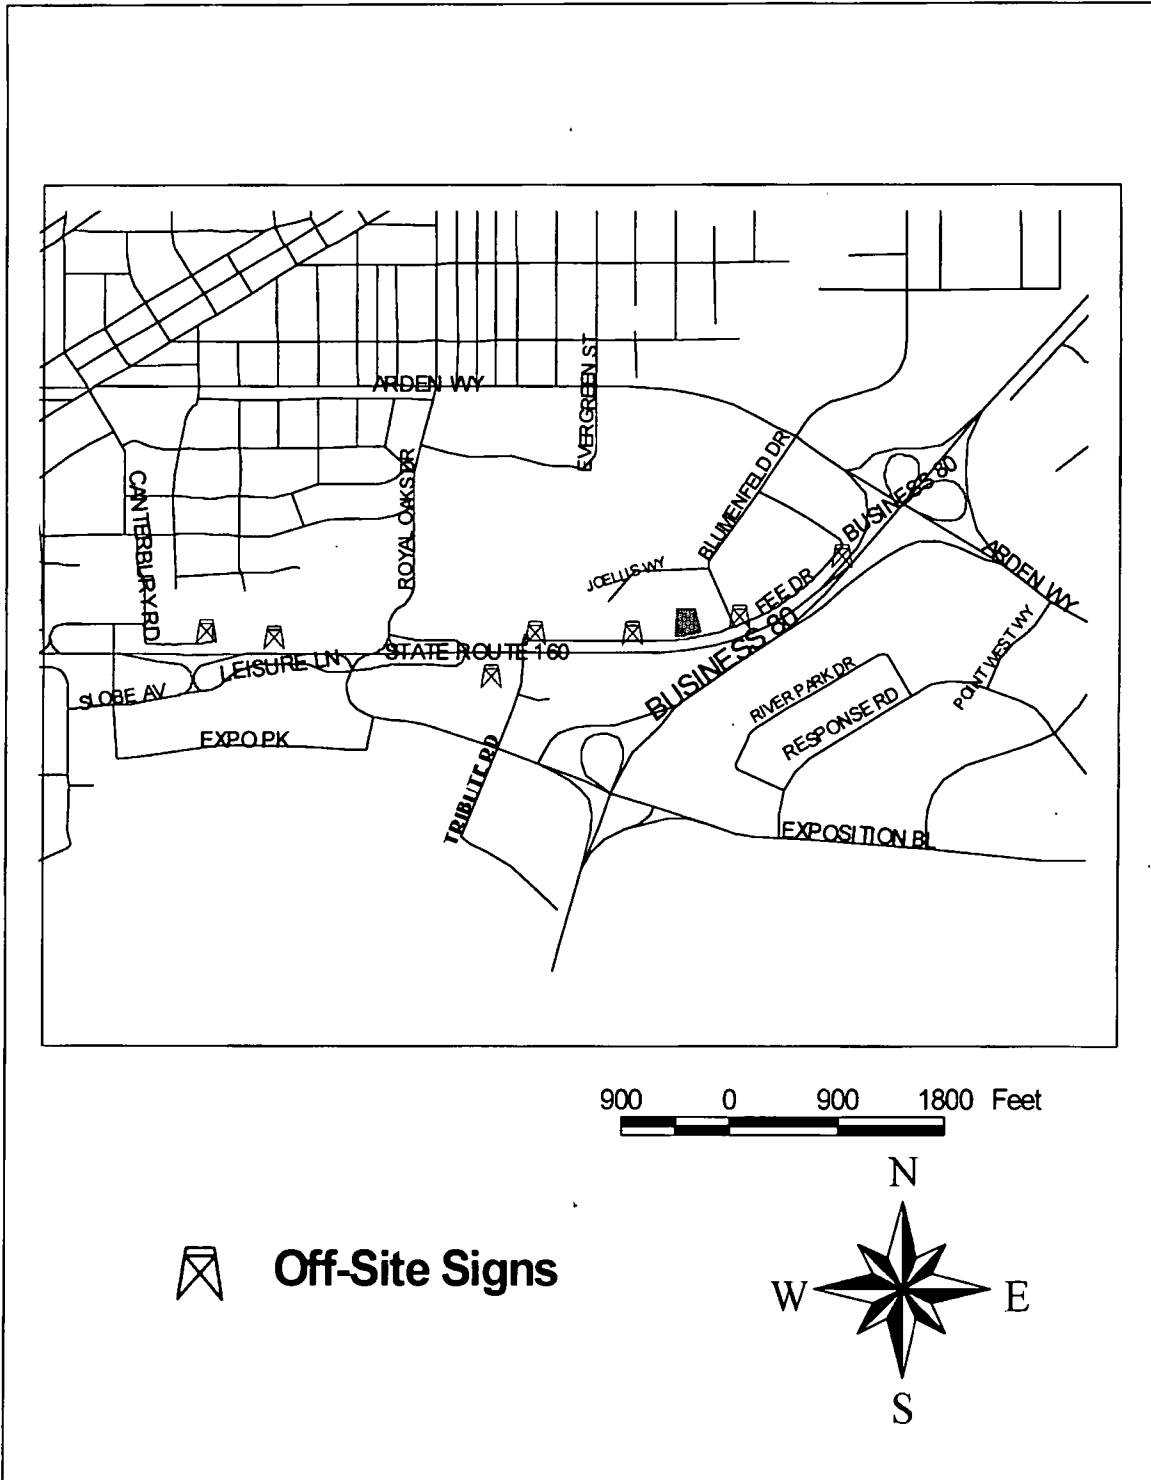 ARDEN WY
EVERGREEN ST
BLUMENFELD DR
BUSINESS 80
CANTERBURY RD
ROYAL OAKS DR
JOELLIS WY
FEE DR
ARDEN WY
STATE ROUTE 160
LEISURE LN
SLOBE AV
BUSINESS 80
RIVER PARK DR
RESPONSE RD
POINT WEST WY
EXPO PK
TRIBUTE RD
EXPOSITION BL
900 0 900 1800 Feet
N
Off-Site Signs
W E
S